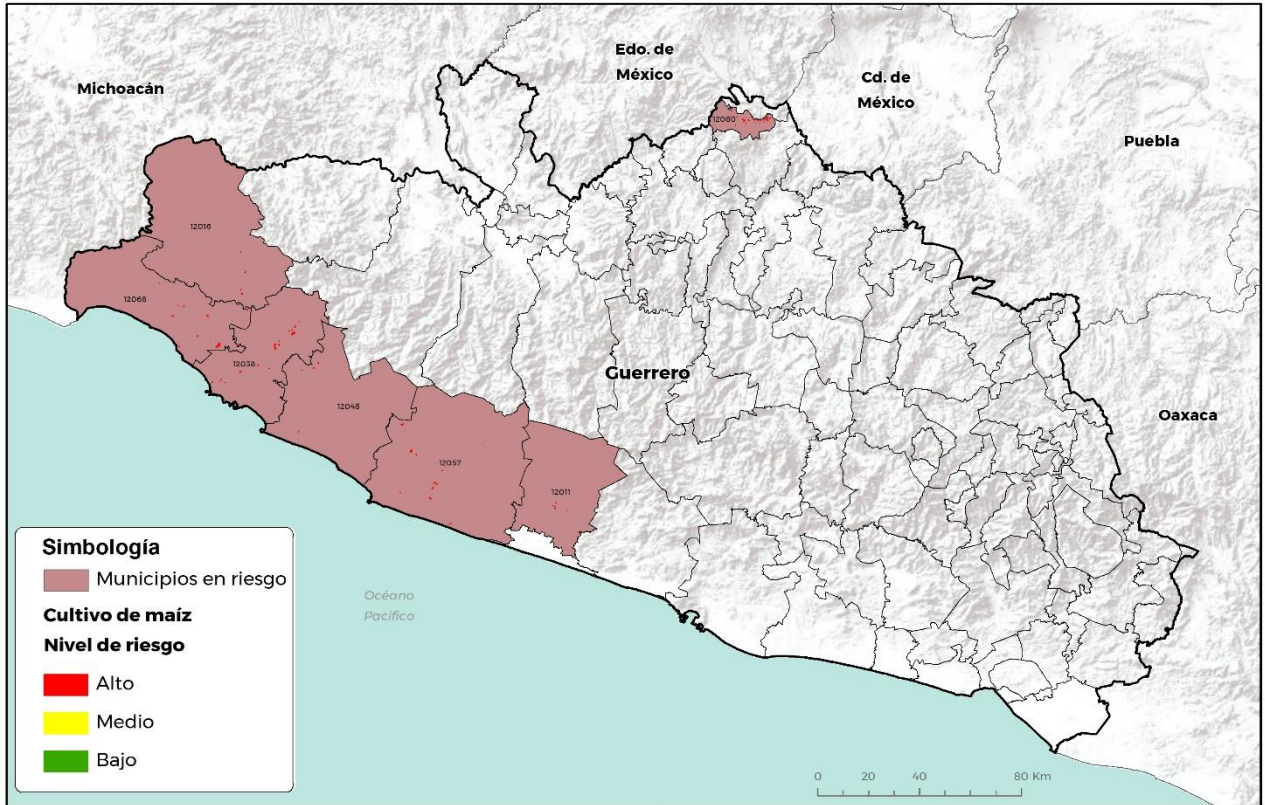 Edo. de
México
Michoacán
Cd. de
México
12060
Puebla
12016
12068
Guerrero
12038
12048
Oaxaca
12057
12011
Simbología
Municipios en riesgo
Cultivo de maíz
Nivel de riesgo
Alto
Medio
Bajo
Océano
Pacífico
0 20 40 80 Km